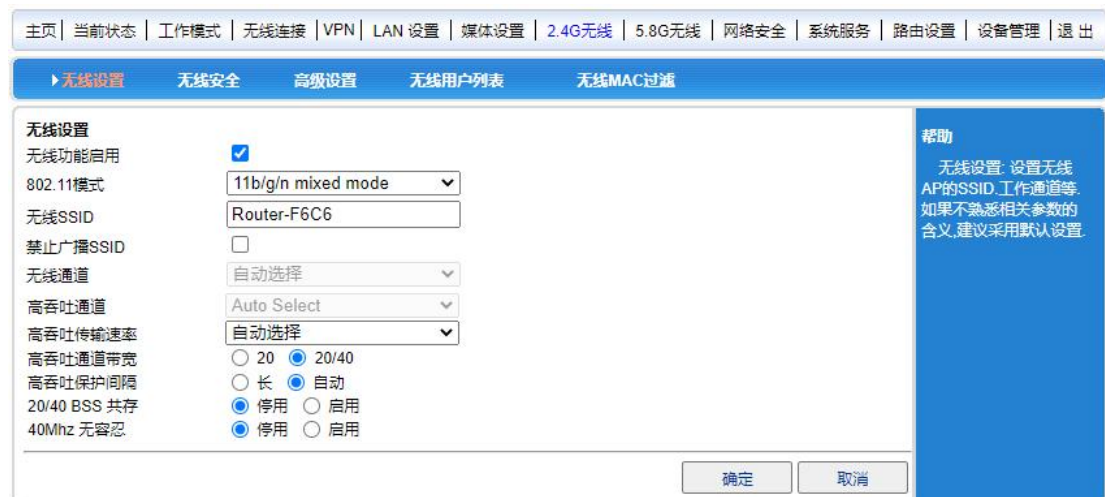 主页 | 当前状态 | 工作模式 | 无线连接 | VPN | LAN 设置 | 媒体设置 | 2.4G无线 | 5.8G无线 | 网络安全 | 系统服务 | 路由设置 | 设备管理 | 退 出
无线设置 无线安全 高级设置 无线用户列表 无线MAC过滤
无线设置
无线功能启用
802.11模式 11b/g/n mixed mode
无线SSID Router-F6C6
禁止广播SSID
无线通道 自动选择
高吞吐通道 Auto Select
高吞吐传输速率 自动选择
高吞吐通道带宽 20 20/40
高吞吐保护间隔 长 自动
20/40 BSS 共存 停用 启用
40Mhz 无容忍 停用 启用
确定 取消
帮助
无线设置: 设置无线
AP的SSID.工作通道等.
如果不熟悉相关参数的
含义,建议采用默认设置.